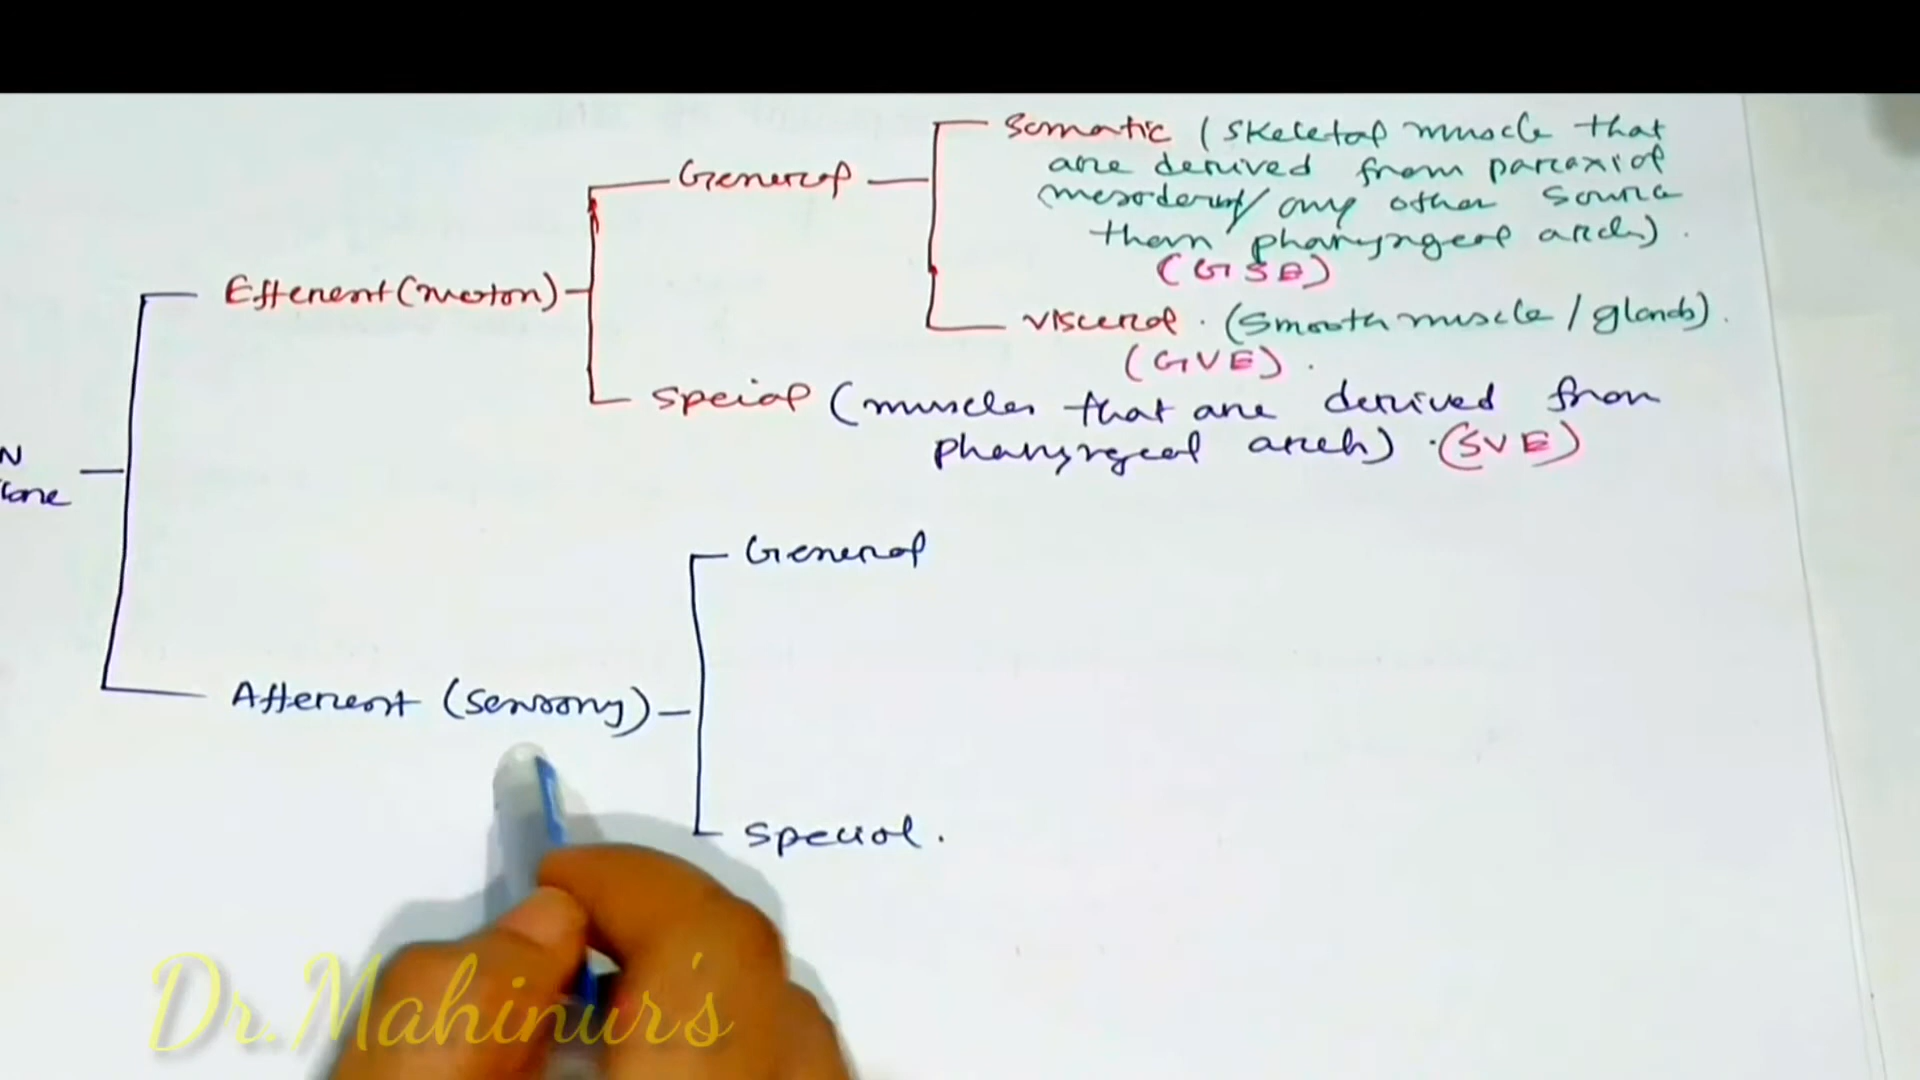 Somatic (skeletal muscle that
are derived from paraxial
General
mesoderm/ any other source
than pharyngeal arch).
(GSE)
Efferent (motor)
visceral. (smooth muscle / glands).
(GVE).
Speial (muscles that are derived from
pharyngeal arch). (SVE)
N
General
Afferent (sensory)
special.
Dr.Mahinur's